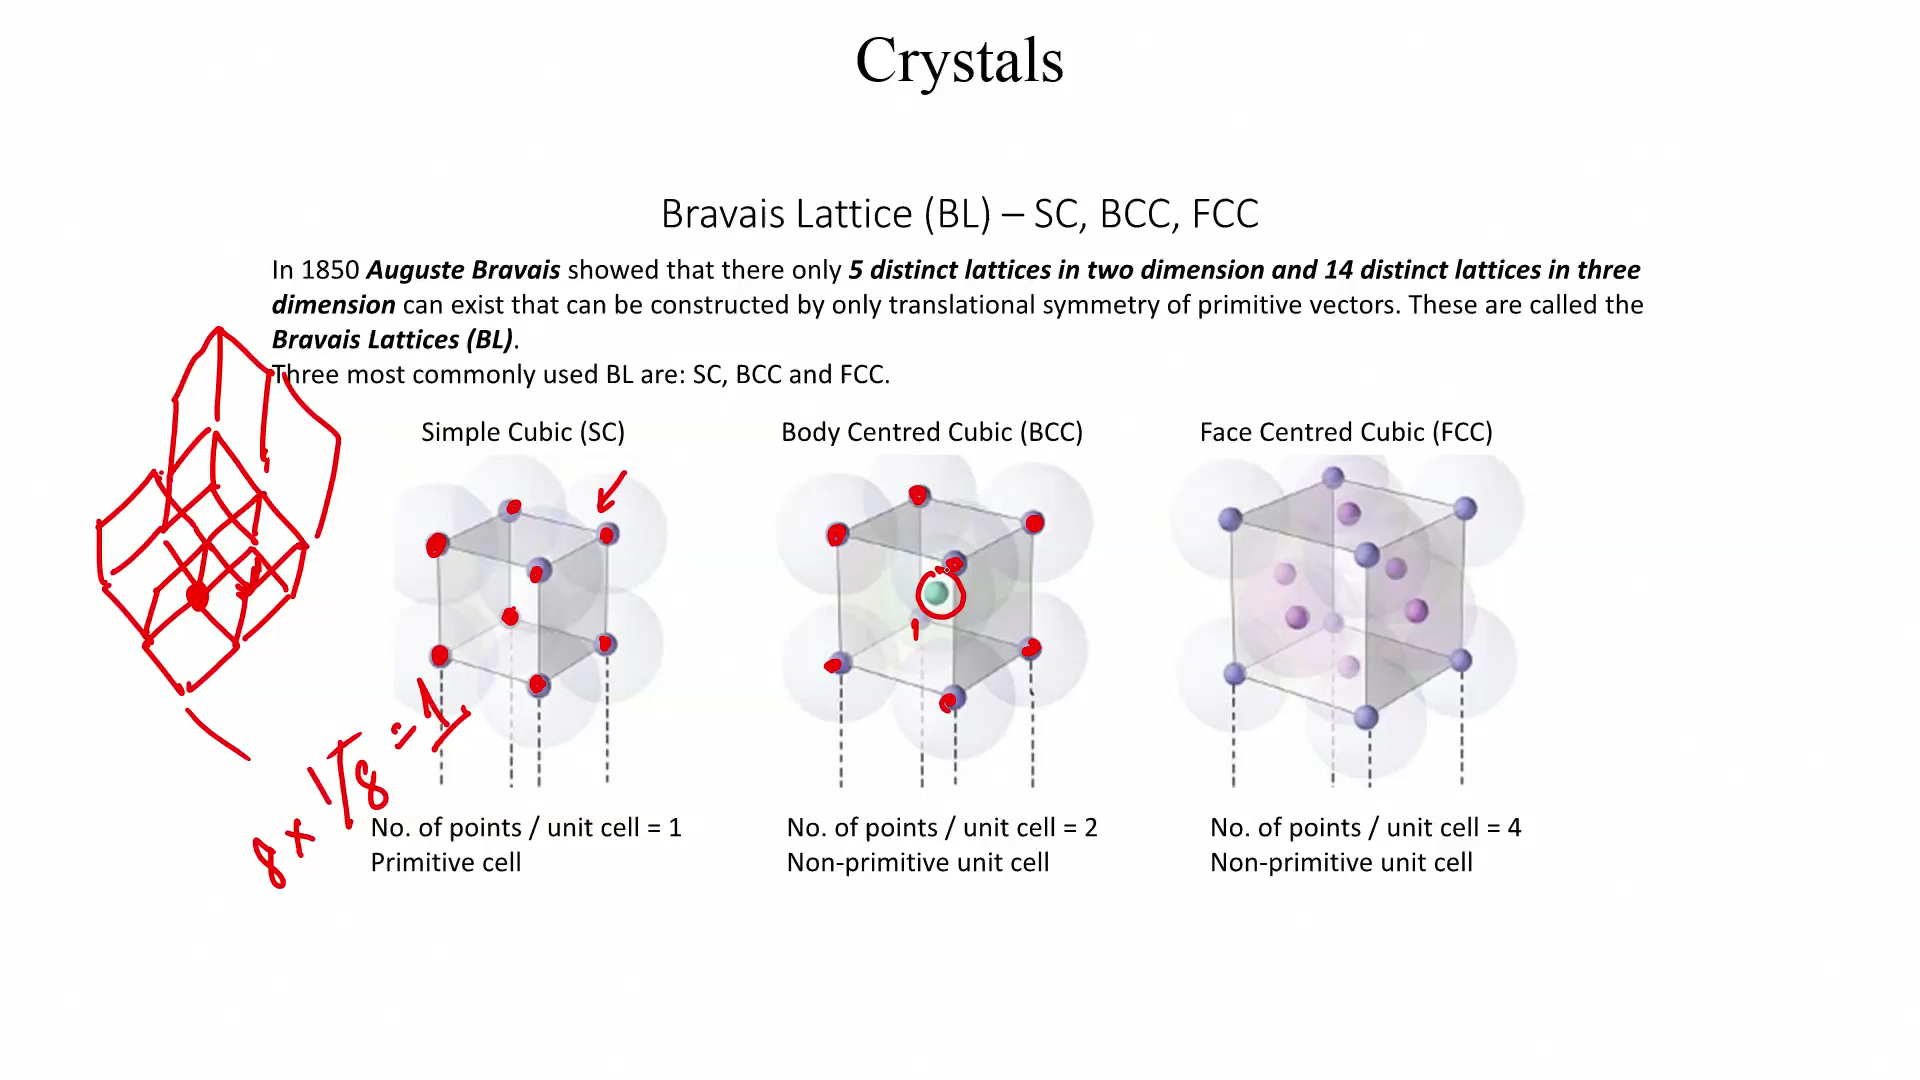 Crystals
Bravais Lattice (BL) – SC, BCC, FCC
In 1850 Auguste Bravais showed that there only 5 distinct lattices in two dimension and 14 distinct lattices in three
dimension can exist that can be constructed by only translational symmetry of primitive vectors. These are called the
Bravais Lattices (BL).
Three most commonly used BL are: SC, BCC and FCC.
Simple Cubic (SC)
Body Centred Cubic (BCC)
Face Centred Cubic (FCC)
8 × 1/8 = 1
No. of points / unit cell = 1
Primitive cell
No. of points / unit cell = 2
Non-primitive unit cell
No. of points / unit cell = 4
Non-primitive unit cell